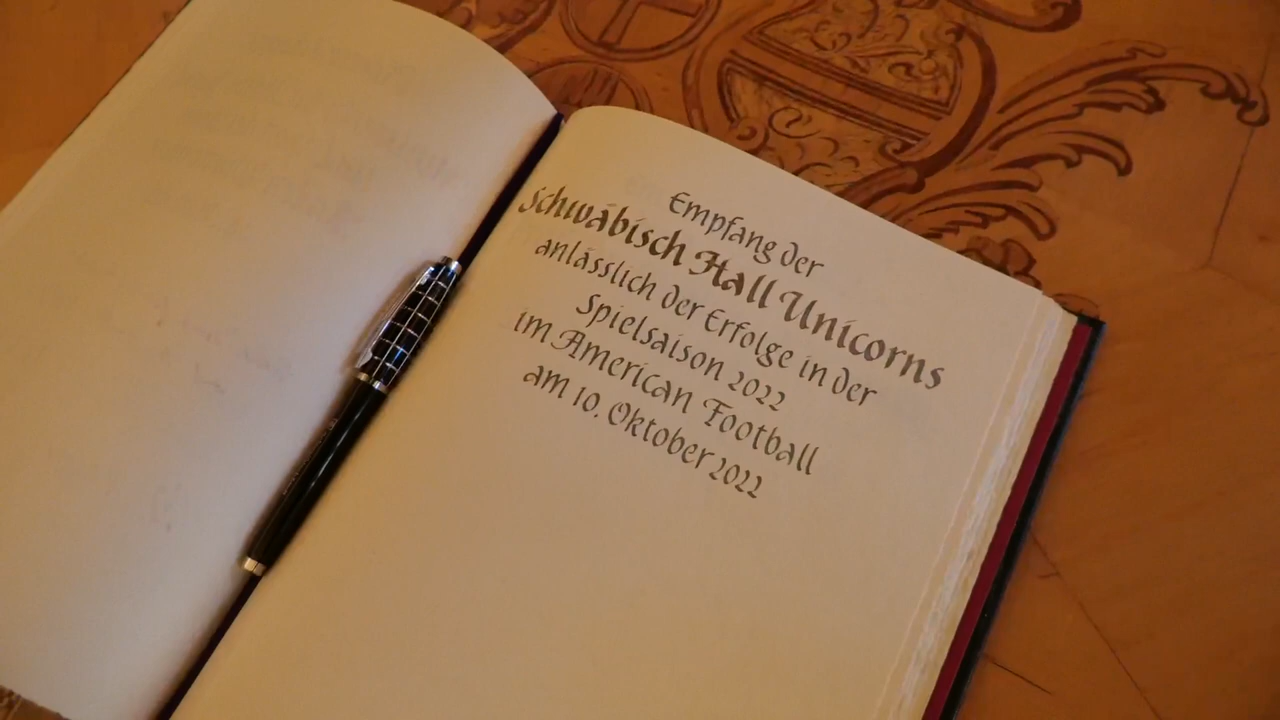 Empfang der
Schwäbisch Hall Unicorns
anlässlich der Erfolge in der
Spielsaison 2022
im American Football
am 10. Oktober 2022